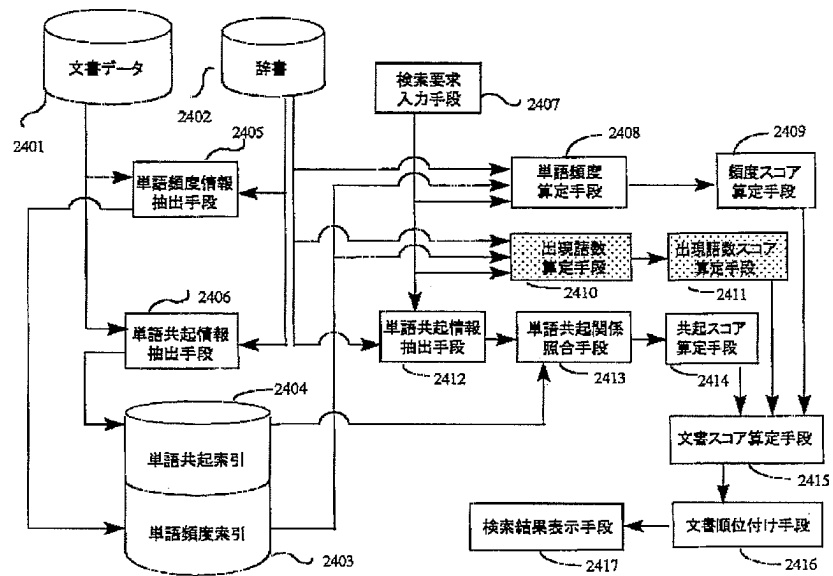 文書データ
2401
辞書
2402
検索要求
入力手段
2407
2405
単語頻度情報
抽出手段
2408
単語頻度
算定手段
2409
頻度スコア
算定手段
出現語数
算定手段
2410
出現語数スコア
算定手段
2411
2406
単語共起情報
抽出手段
単語共起情報
抽出手段
2412
単語共起関係
照合手段
2413
共起スコア
算定手段
2414
2404
単語共起索引
単語頻度索引
2403
文書スコア算定手段
2415
文書順位付け手段
2416
検索結果表示手段
2417